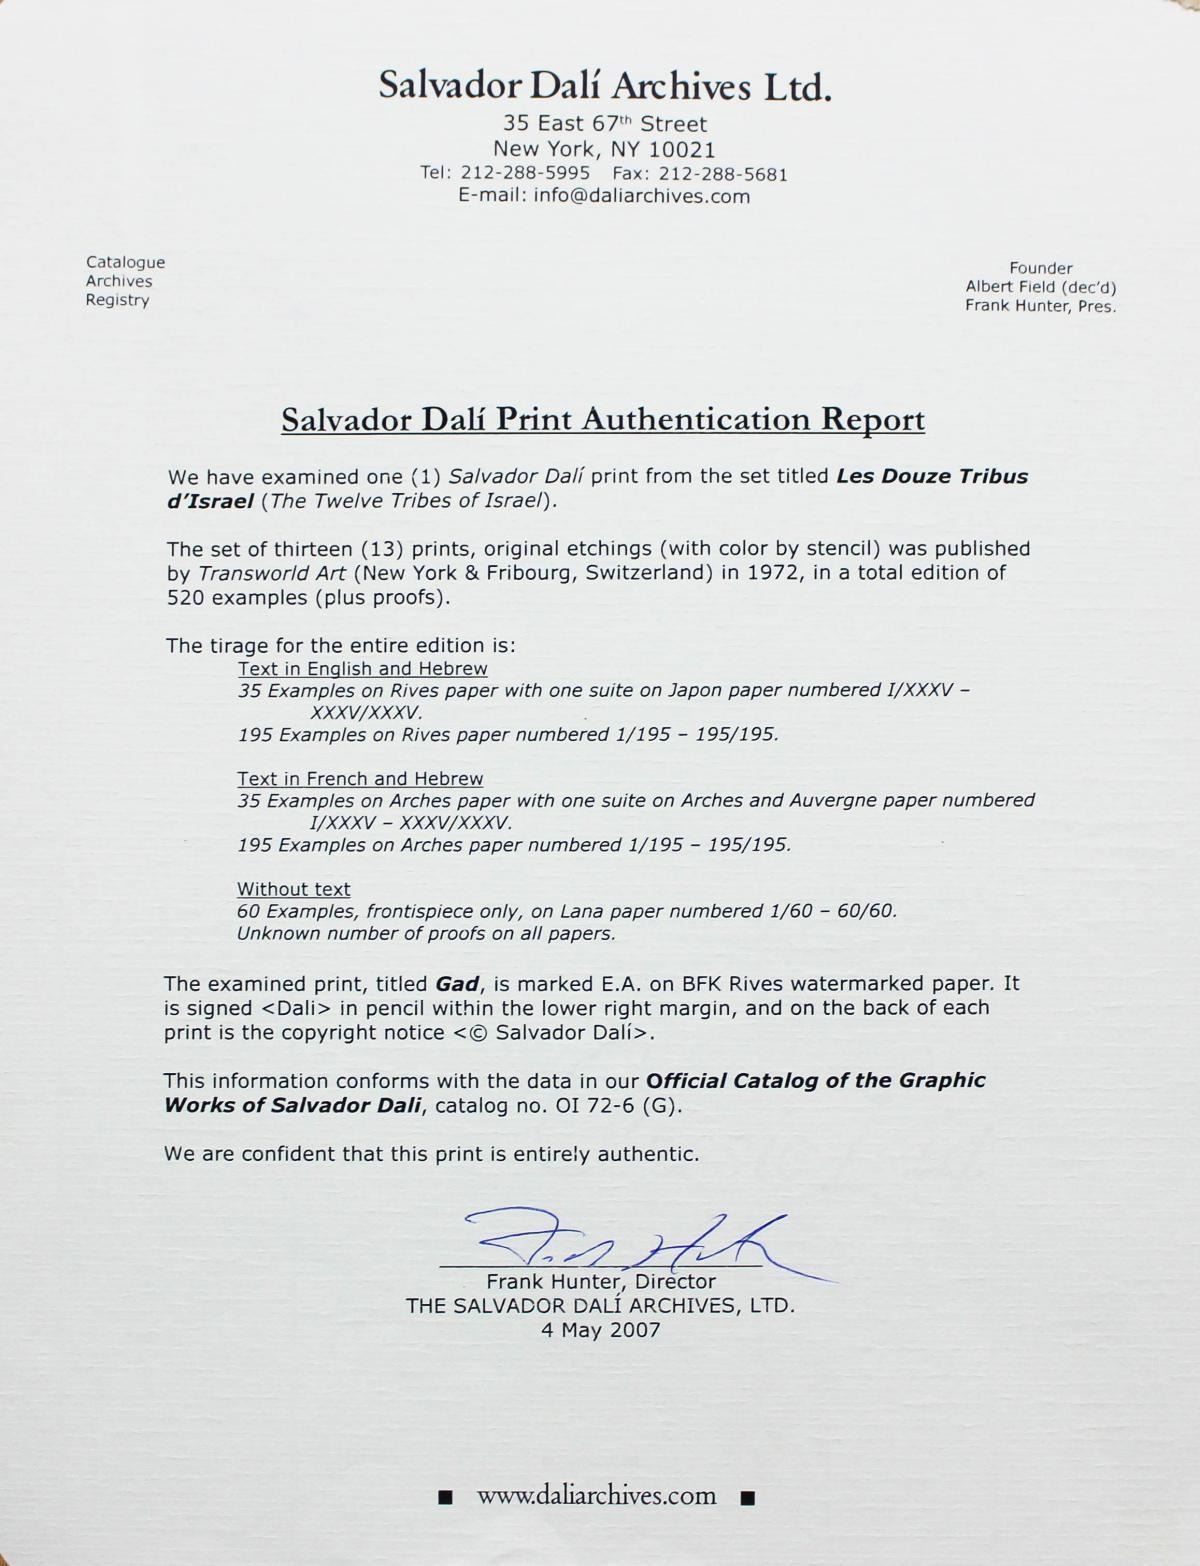 Salvador Dalí Archives Ltd.
35 East 67th Street
New York, NY 10021
Tel: 212-288-5995 Fax: 212-288-5681
E-mail: info@daliarchives.com
Catalogue
Archives
Registry
Founder
Albert Field (dec'd)
Frank Hunter, Pres.
Salvador Dalí Print Authentication Report
We have examined one (1) Salvador Dalí print from the set titled Les Douze Tribus
d'Israel (The Twelve Tribes of Israel).
The set of thirteen (13) prints, original etchings (with color by stencil) was published
by Transworld Art (New York & Fribourg, Switzerland) in 1972, in a total edition of
520 examples (plus proofs).
The tirage for the entire edition is:
Text in English and Hebrew
35 Examples on Rives paper with one suite on Japon paper numbered I/XXXV –
XXXV/XXXV.
195 Examples on Rives paper numbered 1/195 – 195/195.
Text in French and Hebrew
35 Examples on Arches paper with one suite on Arches and Auvergne paper numbered
I/XXXV – XXXV/XXXV.
195 Examples on Arches paper numbered 1/195 – 195/195.
Without text
60 Examples, frontispiece only, on Lana paper numbered 1/60 – 60/60.
Unknown number of proofs on all papers.
The examined print, titled Gad, is marked E.A. on BFK Rives watermarked paper. It
is signed <Dali> in pencil within the lower right margin, and on the back of each
print is the copyright notice <© Salvador Dalí>.
This information conforms with the data in our Official Catalog of the Graphic
Works of Salvador Dali, catalog no. OI 72-6 (G).
We are confident that this print is entirely authentic.
Frank Hunter, Director
THE SALVADOR DALÍ ARCHIVES, LTD.
4 May 2007
■ www.daliarchives.com ■